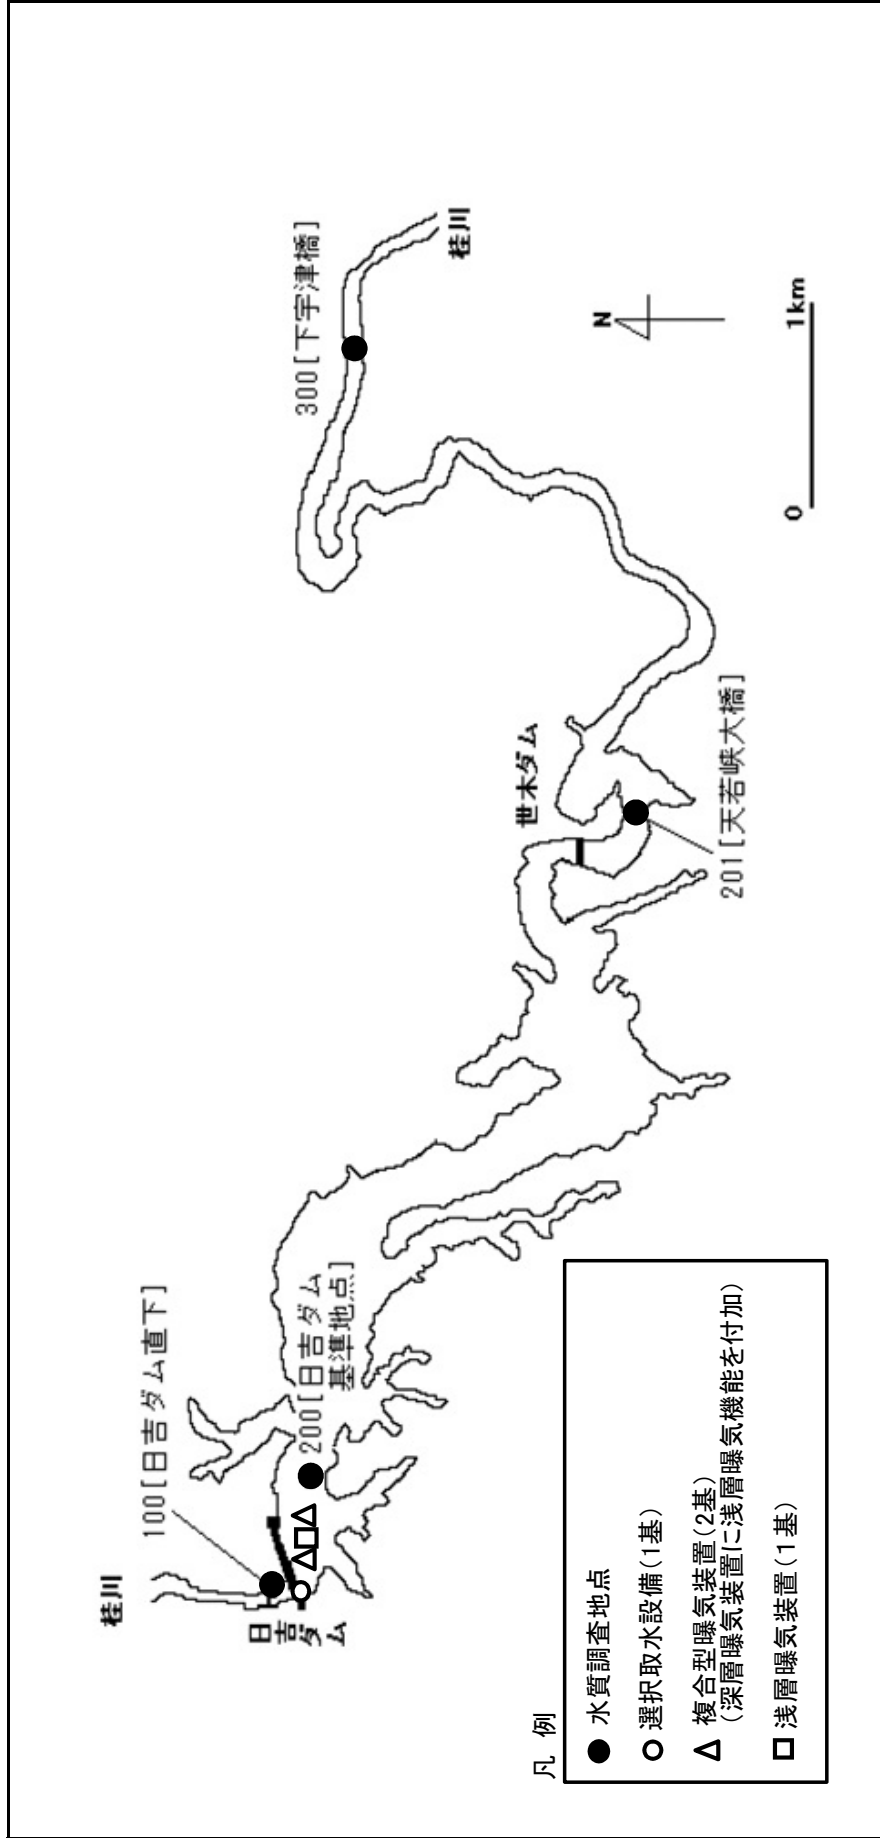 桂川
100[日吉ダム直下]
日吉
ダム
200[日吉ダム
基準地点]
世木ダム
201[天若峡大橋]
300[下宇津橋]
桂川
N
0
1km
凡 例
水質調査地点
選択取水設備(1基)
複合型曝気装置(2基)
(深層曝気装置に浅層曝気機能を付加)
浅層曝気装置(1基)